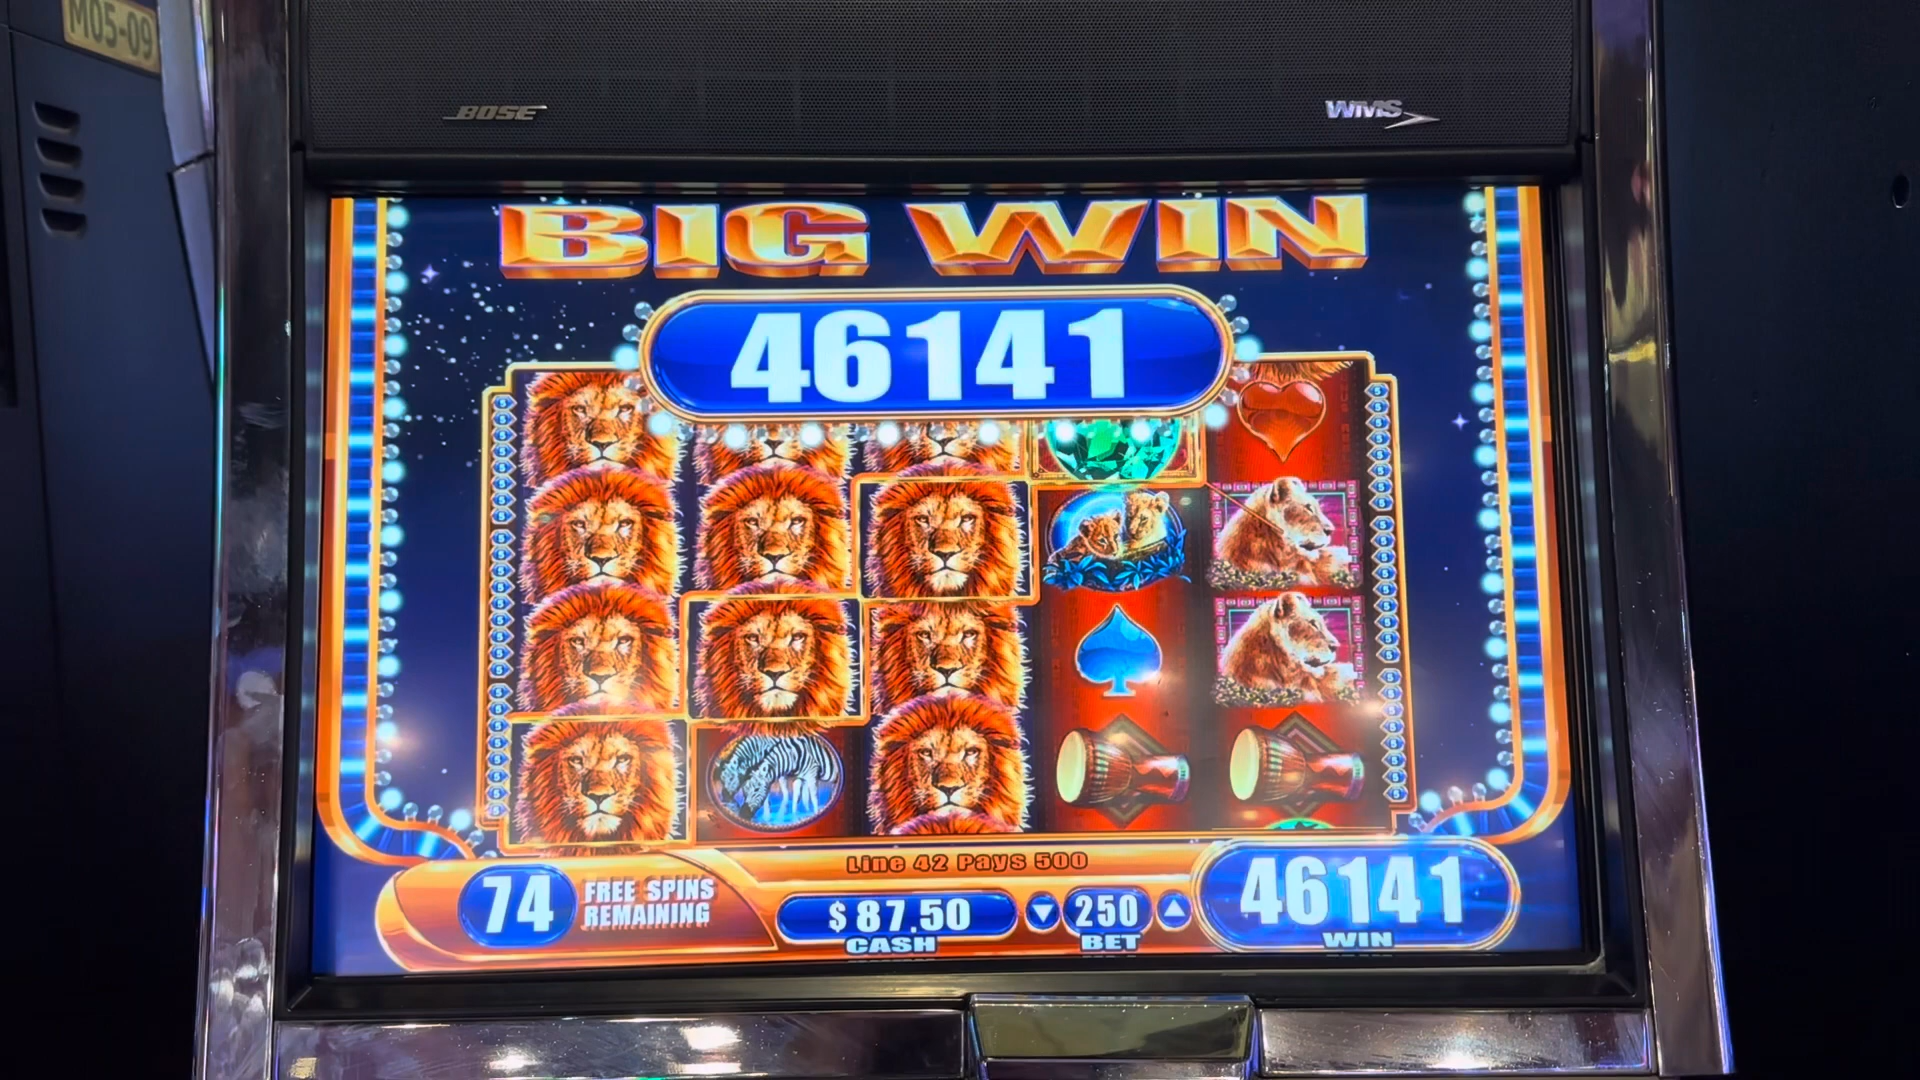 M05-09
BOSE
WMS
BIG WIN
46141
Line 42 Pays 500
74
FREE SPINS
REMAINING
$87.50
CASH
250
BET
46141
WIN